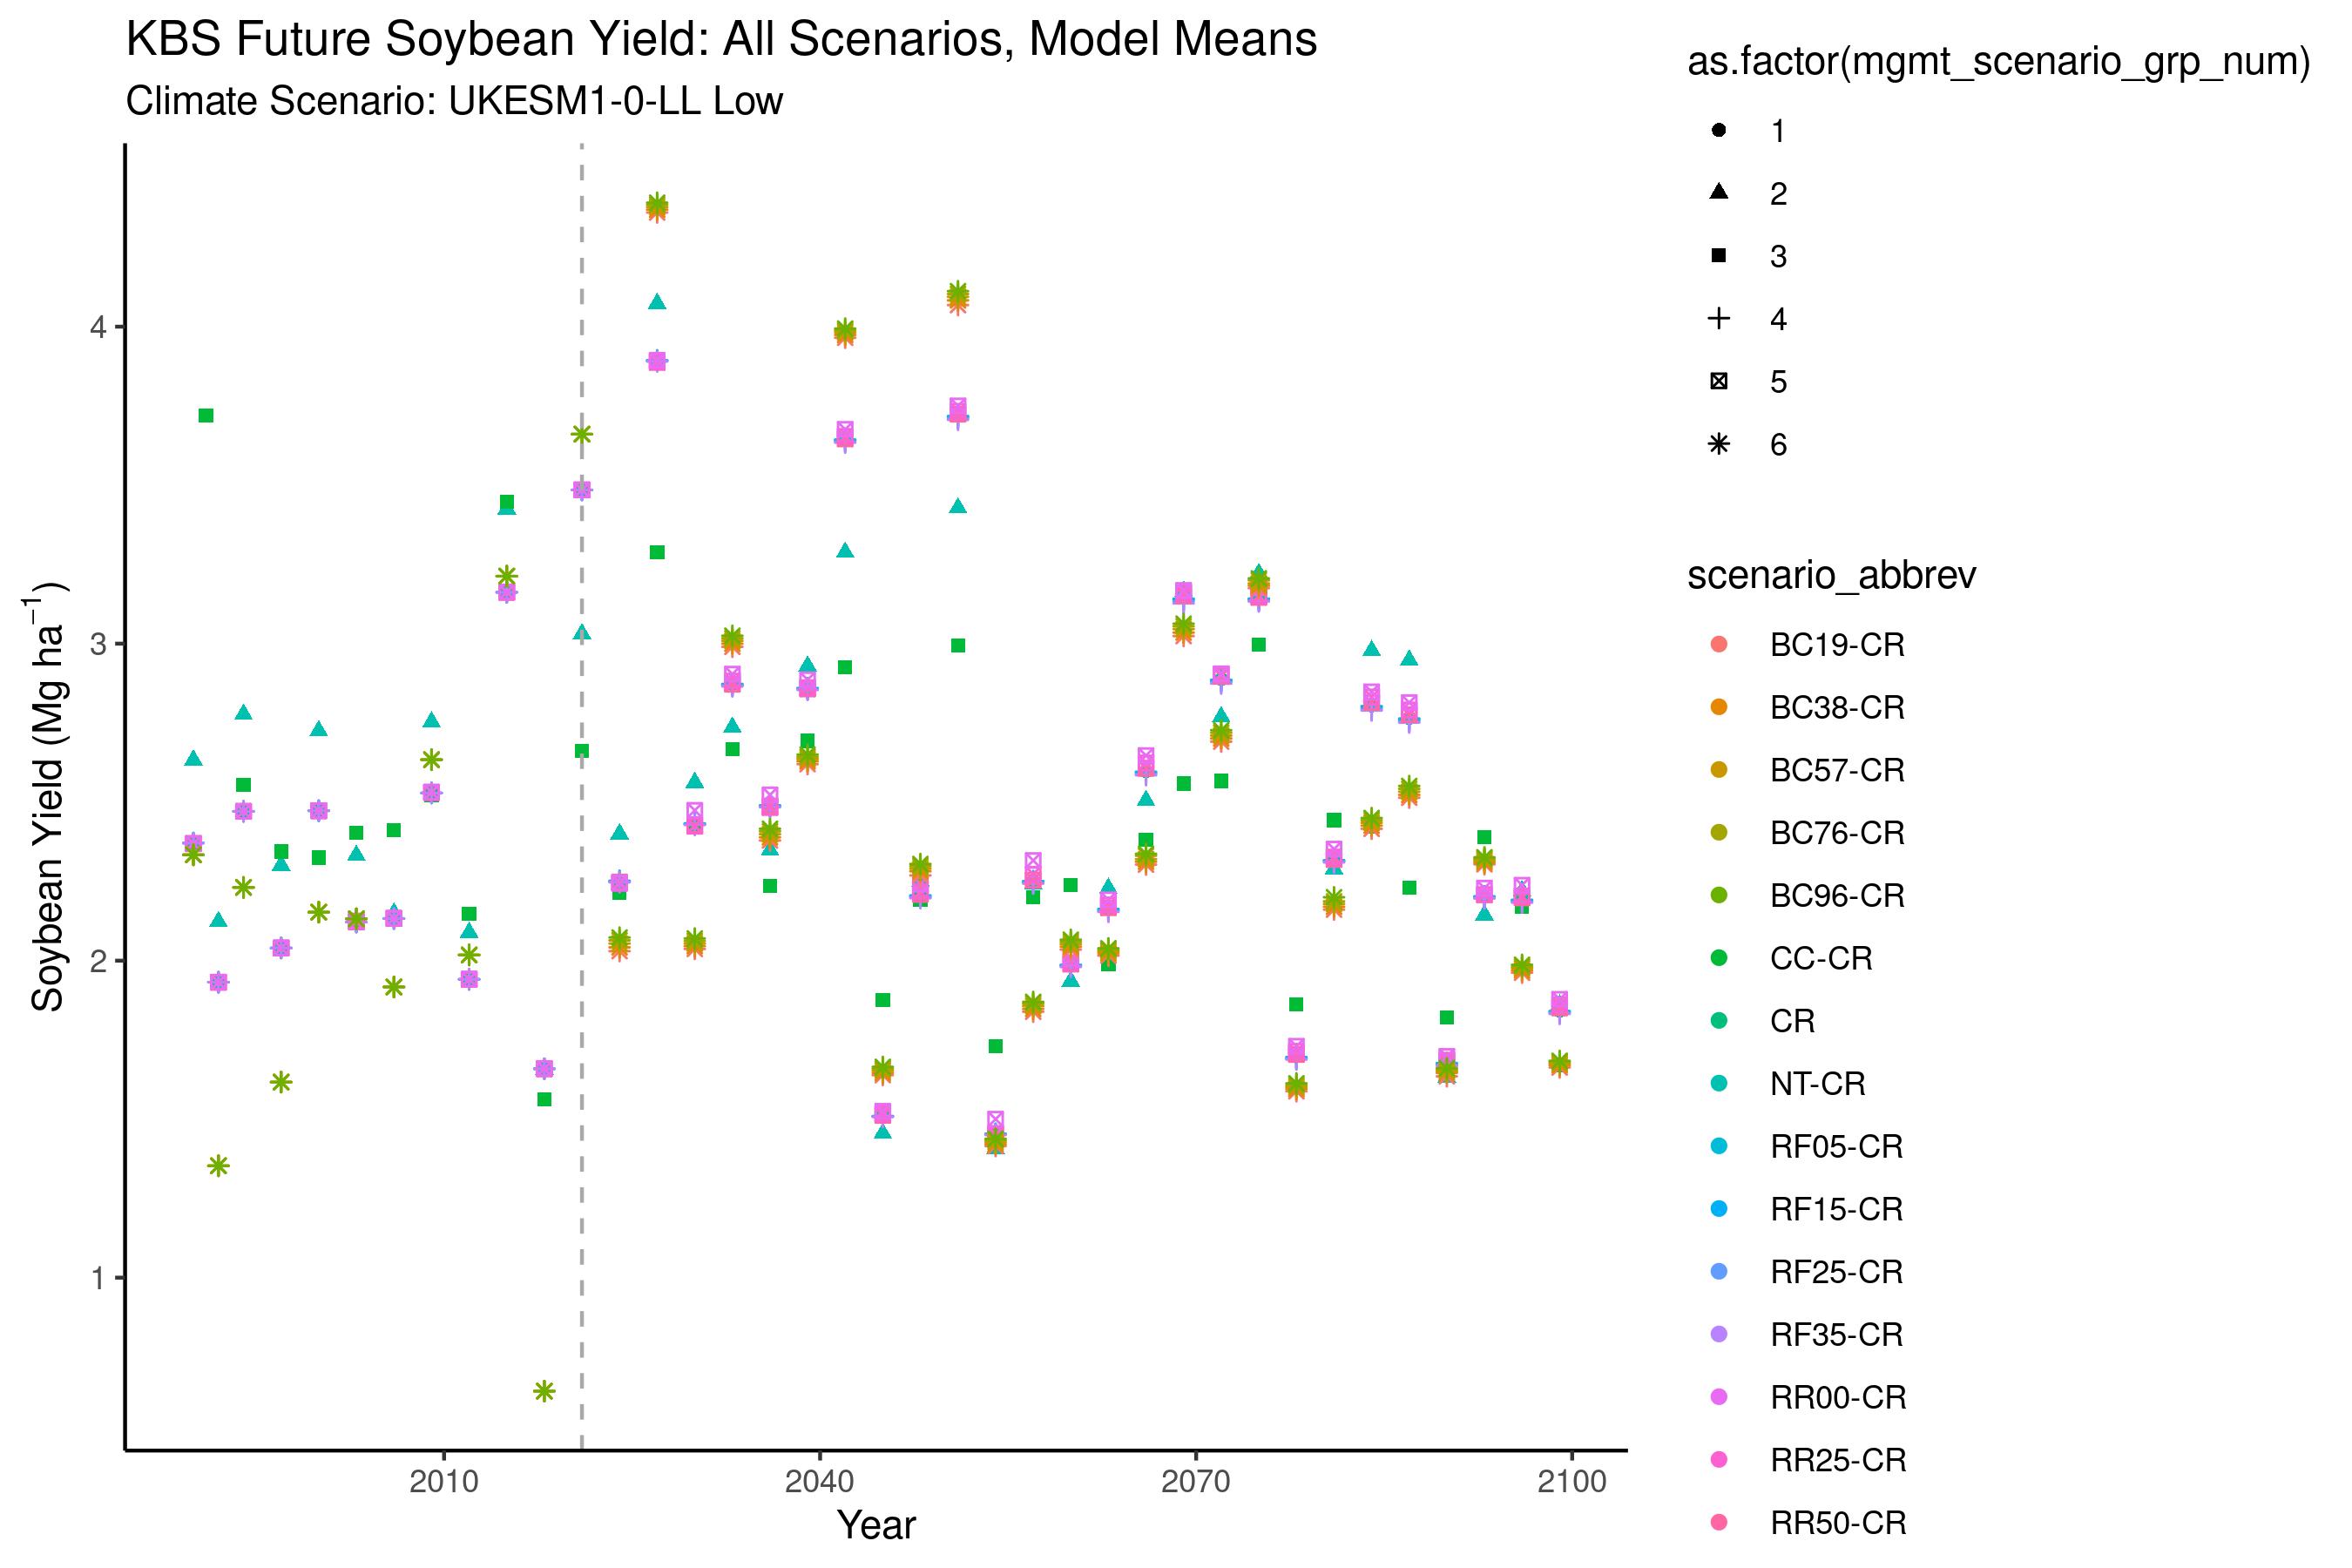 KBS Future Soybean Yield: All Scenarios, Model Means
Climate Scenario: UKESM1-0-LL Low
Soybean Yield (Mg ha⁻¹)
4
3
2
1
2010
2040
2070
2100
Year
as.factor(mgmt_scenario_grp_num)
1
2
3
4
5
6
scenario_abbrev
BC19-CR
BC38-CR
BC57-CR
BC76-CR
BC96-CR
CC-CR
CR
NT-CR
RF05-CR
RF15-CR
RF25-CR
RF35-CR
RR00-CR
RR25-CR
RR50-CR